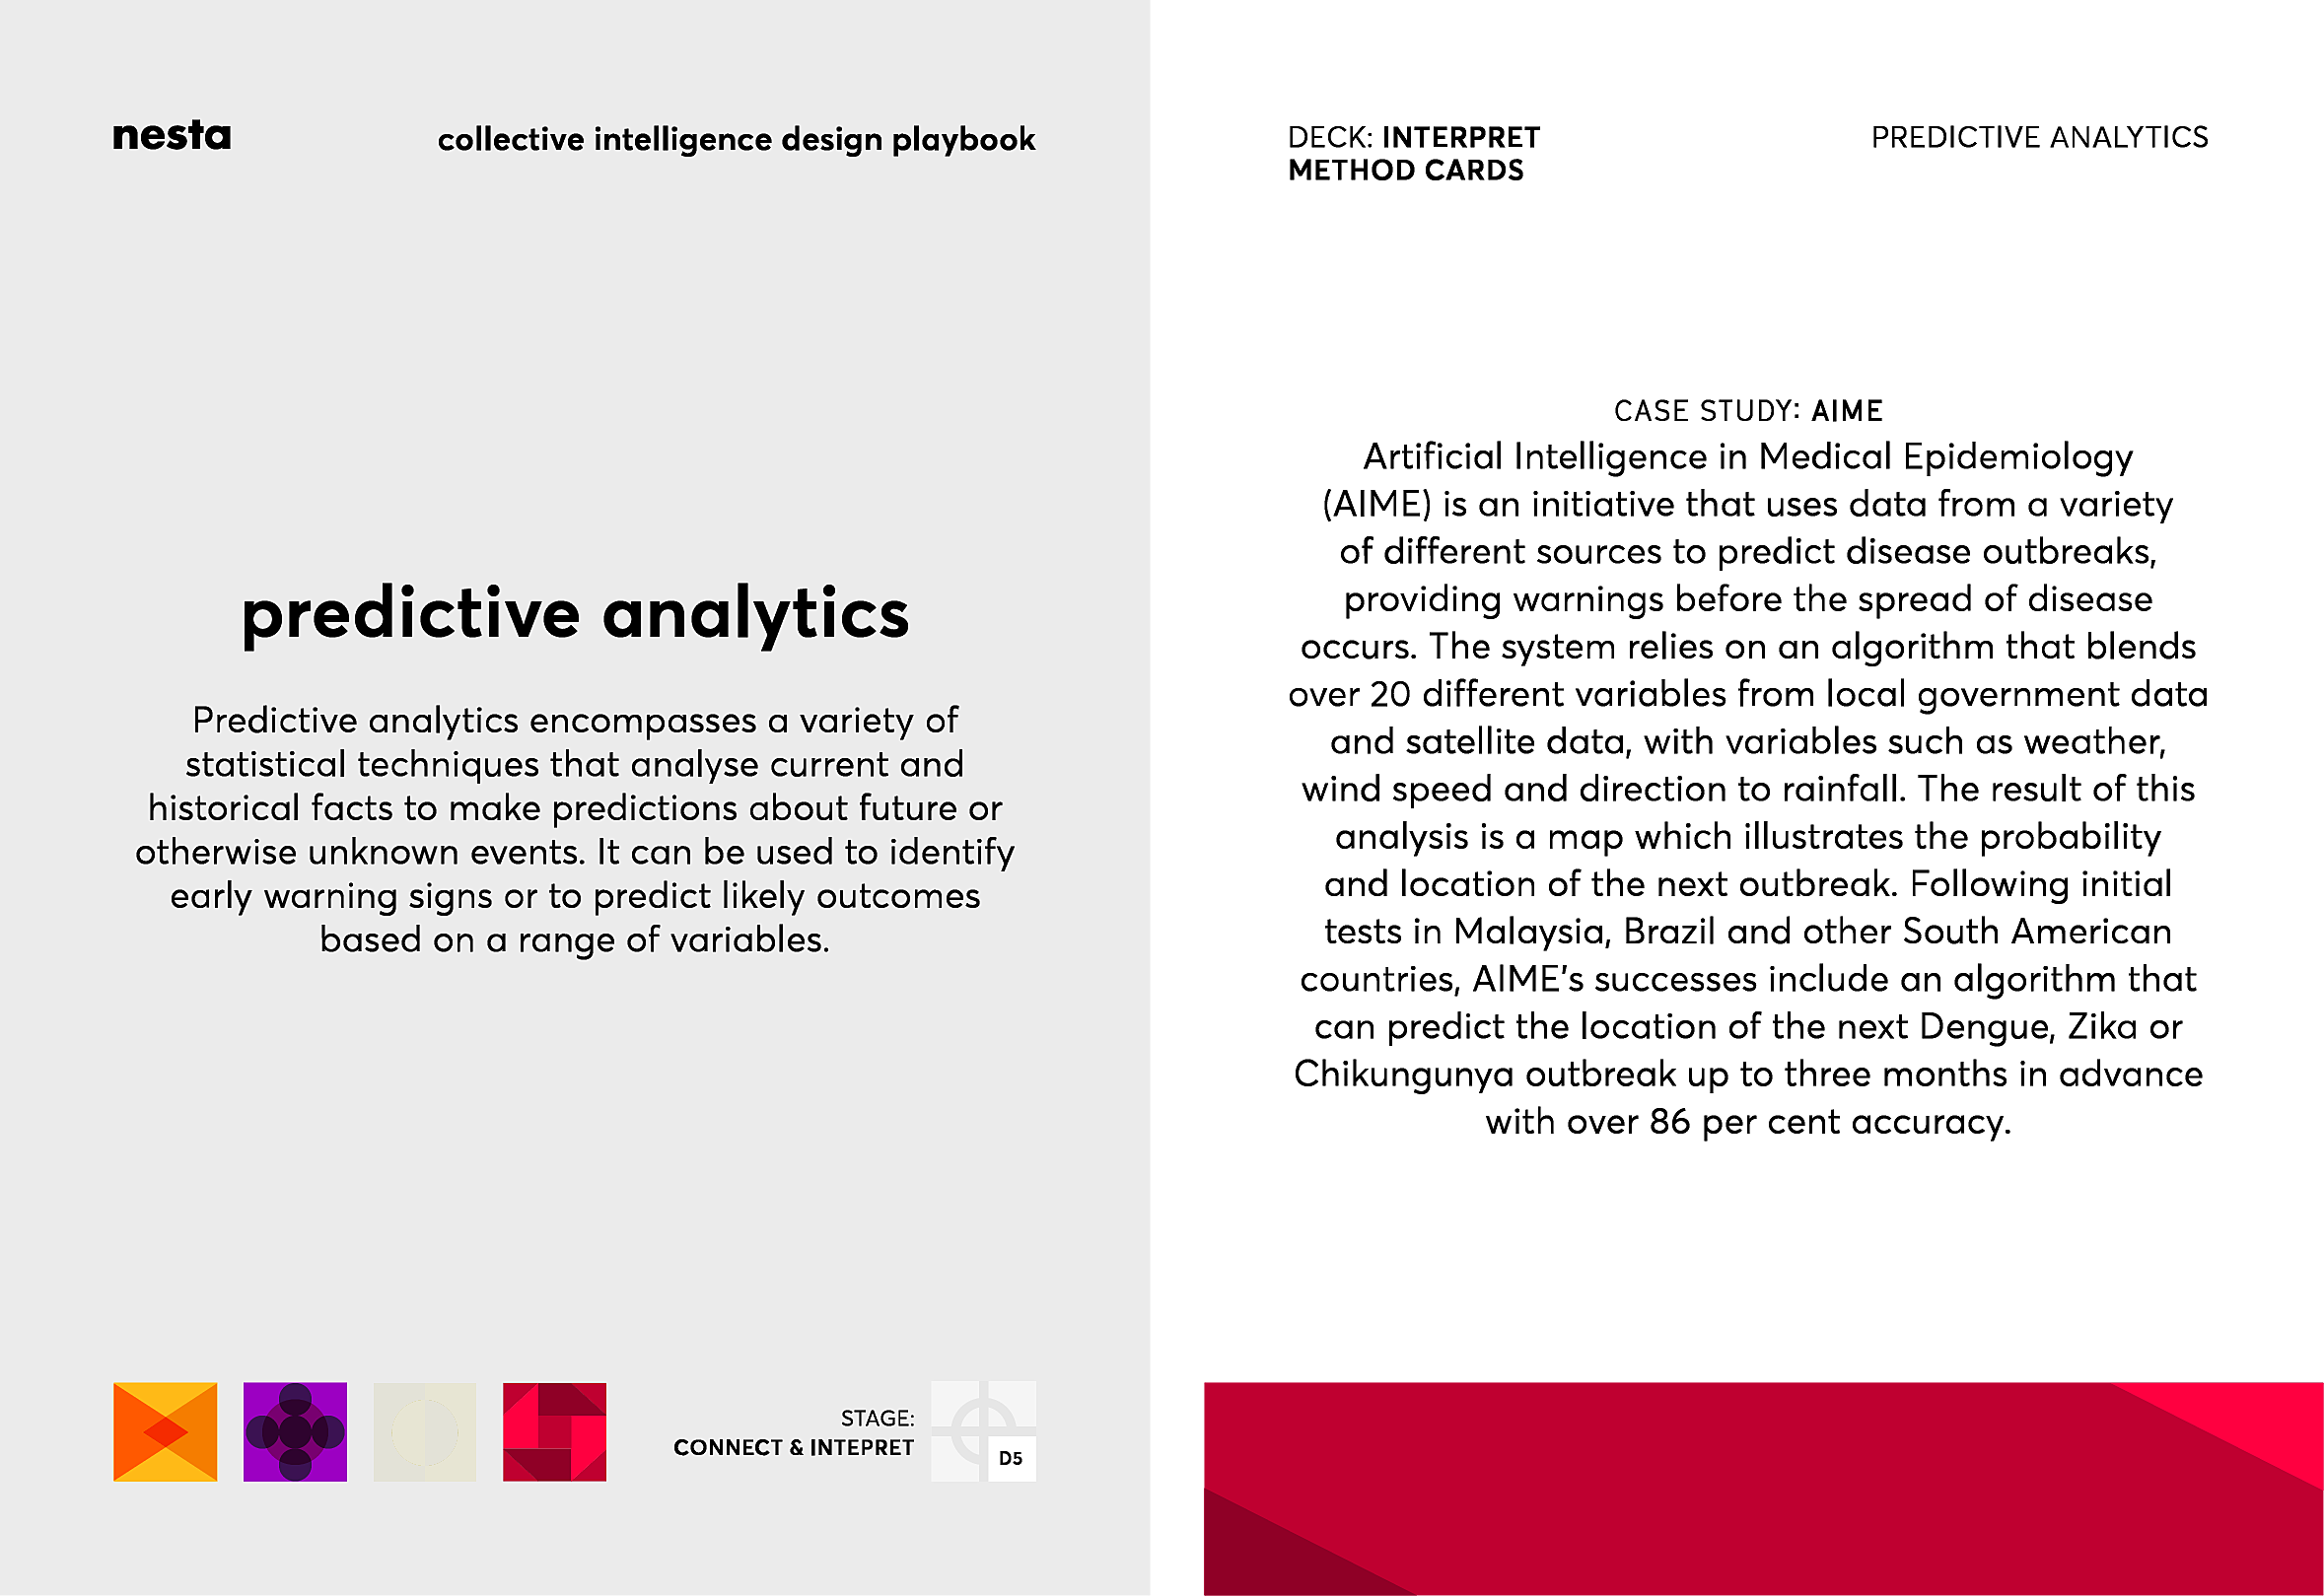 nesta
collective intelligence design playbook
predictive analytics
Predictive analytics encompasses a variety of
statistical techniques that analyse current and
historical facts to make predictions about future or
otherwise unknown events. It can be used to identify
early warning signs or to predict likely outcomes
based on a range of variables.
STAGE:
CONNECT & INTEPRET
D5
DECK: INTERPRET
METHOD CARDS
PREDICTIVE ANALYTICS
CASE STUDY: AIME
Artificial Intelligence in Medical Epidemiology
(AIME) is an initiative that uses data from a variety
of different sources to predict disease outbreaks,
providing warnings before the spread of disease
occurs. The system relies on an algorithm that blends
over 20 different variables from local government data
and satellite data, with variables such as weather,
wind speed and direction to rainfall. The result of this
analysis is a map which illustrates the probability
and location of the next outbreak. Following initial
tests in Malaysia, Brazil and other South American
countries, AIME's successes include an algorithm that
can predict the location of the next Dengue, Zika or
Chikungunya outbreak up to three months in advance
with over 86 per cent accuracy.